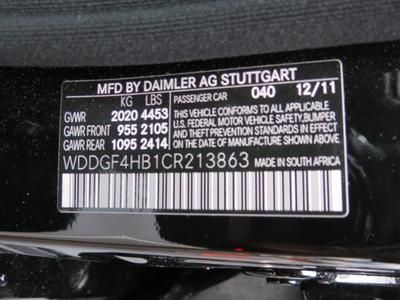 MFD BY DAIMLER AG STUTTGART
KG LBS PASSENGER CAR 040 12/11
GVWR 2020 4453 THIS VEHICLE CONFORMS TO ALL
GAWR FRONT 955 2105 APPLICABLE U.S. FEDERAL MOTOR VEHICLE SAFETY, BUMPER
GAWR REAR 1095 2414 AND THEFT PREVENTION STANDARDS IN EFFECT ON THE DATE OF MANUFACTURE SHOWN ABOVE.
WDDGF4HB1CR213863 MADE IN SOUTH AFRICA